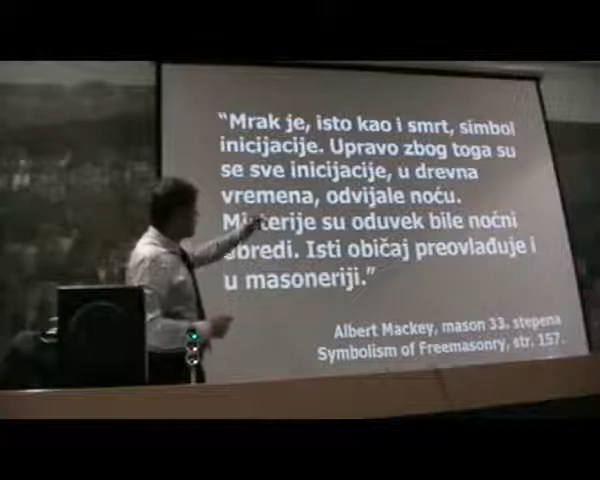 “Mrak je, isto kao i smrt, simbol
inicijacije. Upravo zbog toga su
se sve inicijacije, u drevna
vremena, odvijale noću.
Misterije su oduvek bile noćni
obredi. Isti običaj preovlađuje i
u masoneriji.”
Albert Mackey, mason 33. stepena
Symbolism of Freemasonry, str. 157.